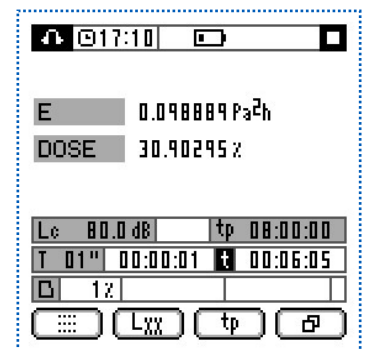 17:10
E 0.098889 Pa²h
DOSE 30.90295 %
Lc 80.0 dB tp 08:00:00
T 01" 00:00:01 t 00:06:05
12
Lxx tp